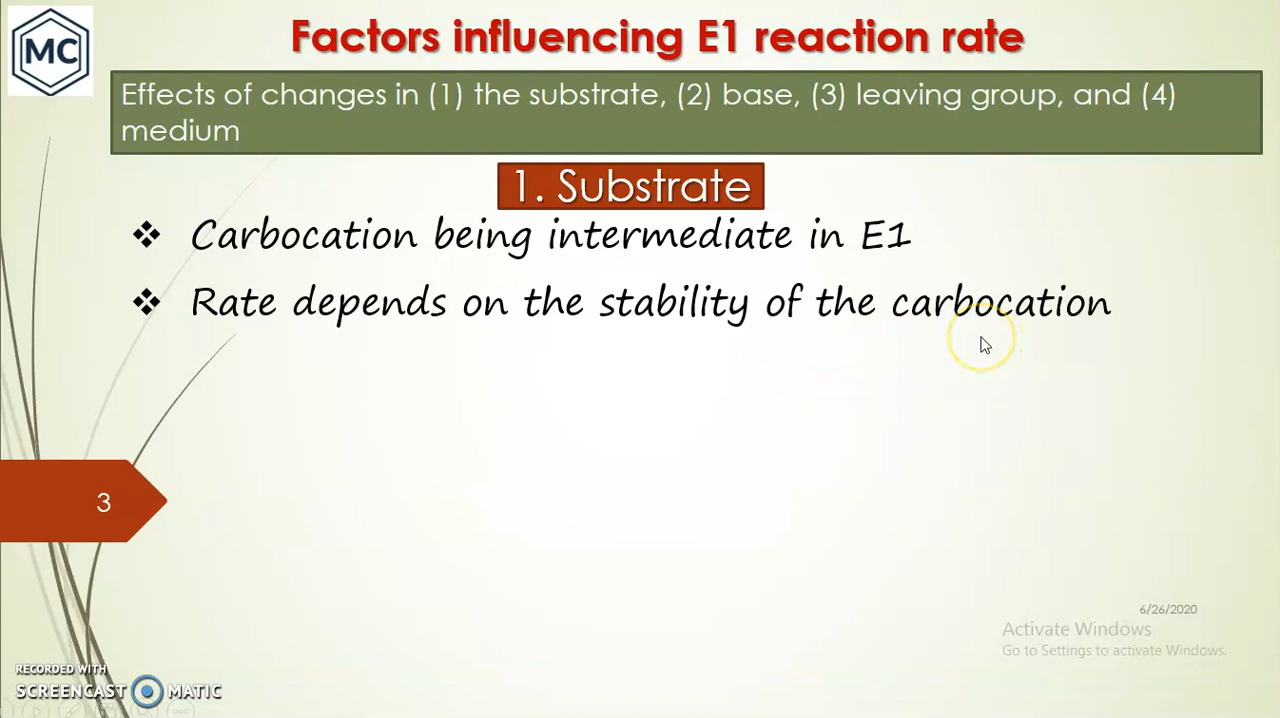 MC
Factors influencing E1 reaction rate
Effects of changes in (1) the substrate, (2) base, (3) leaving group, and (4)
medium
1. Substrate
❖ Carbocation being intermediate in E1
❖ Rate depends on the stability of the carbocation
3
6/26/2020
Activate Windows
Go to Settings to activate Windows.
RECORDED WITH
SCREENCAST MATIC